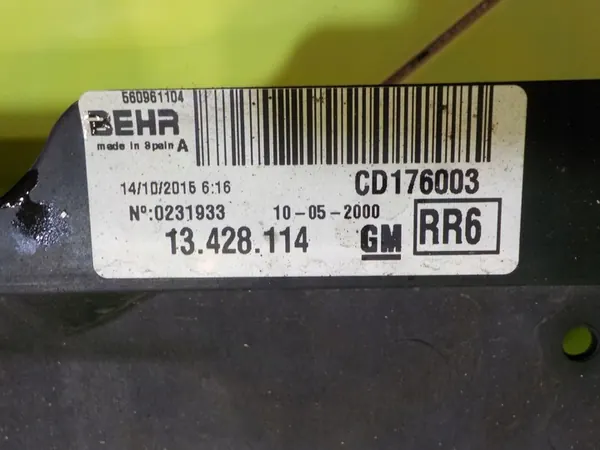 560961104
BEHR
made in Spain A
14/10/2015 6:16
CD176003
Nº:0231933
10-05-2000
13.428.114
GM
RR6